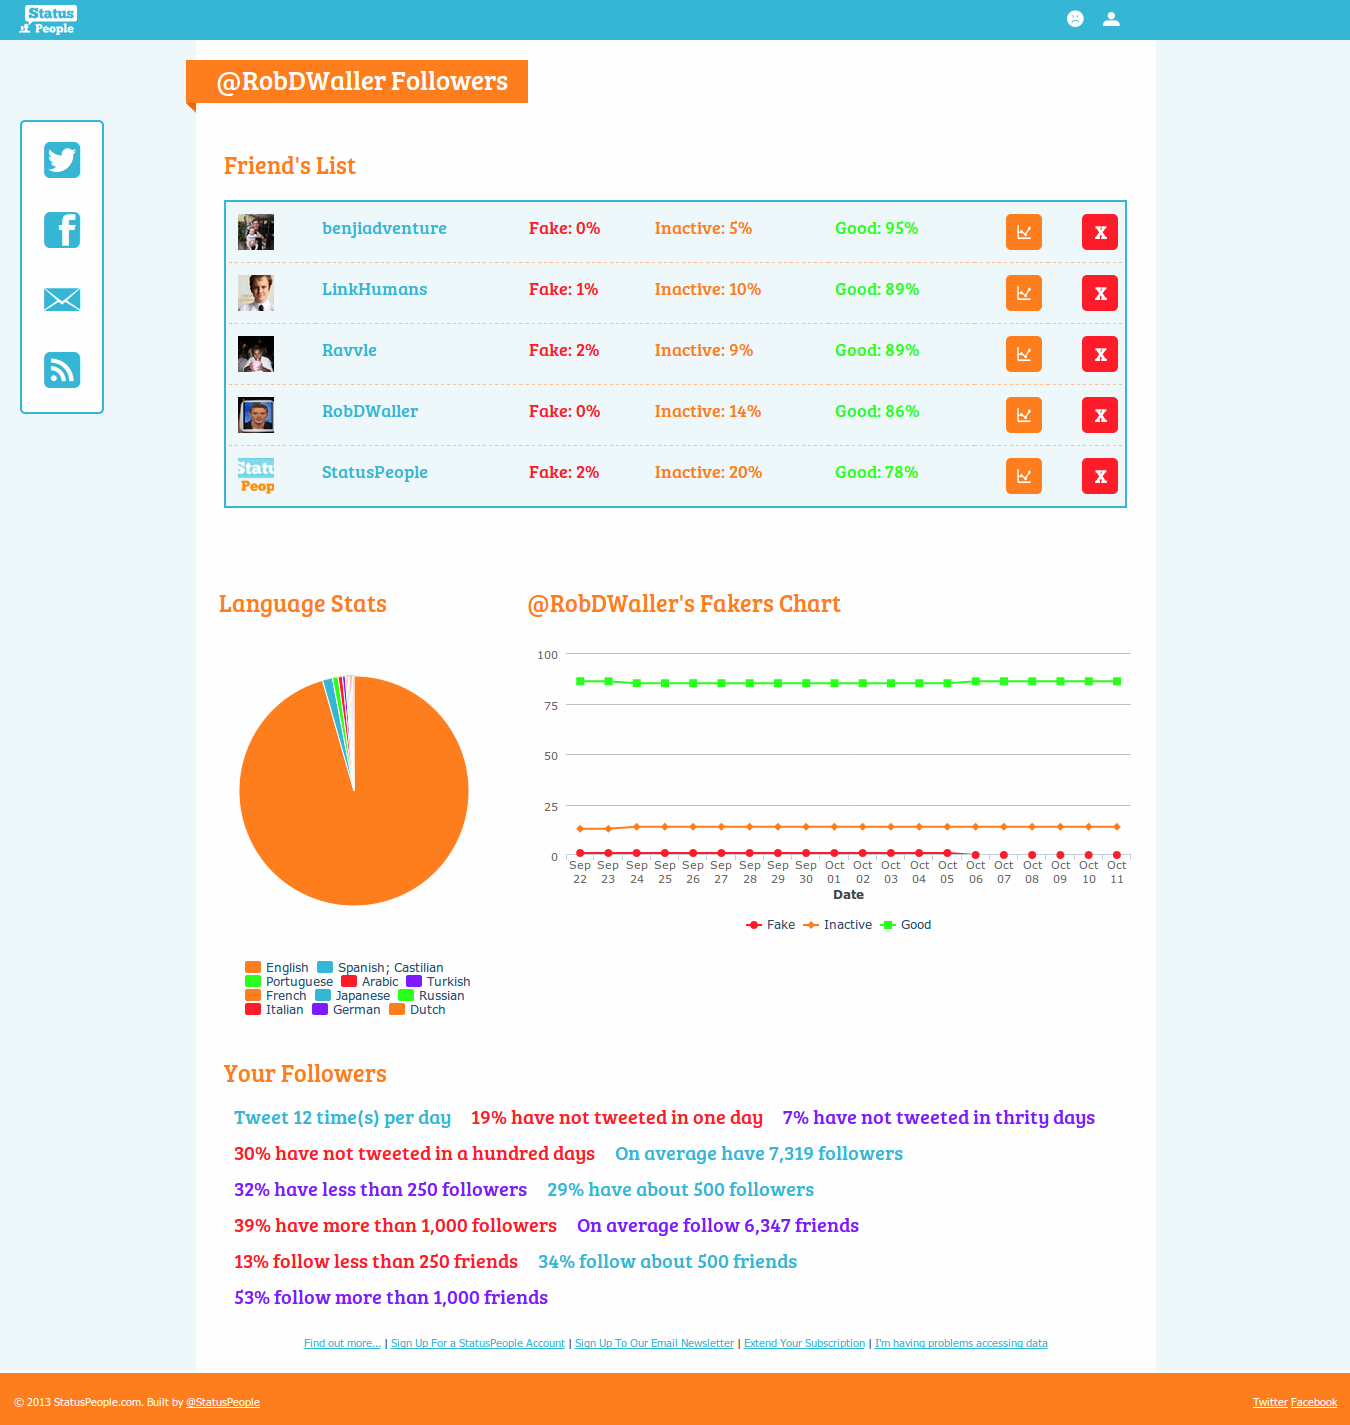 Status
People
@RobDWaller Followers
Friend's List
benjiadventure Fake: 0% Inactive: 5% Good: 95% X
LinkHumans Fake: 1% Inactive: 10% Good: 89% X
Ravvle Fake: 2% Inactive: 9% Good: 89% X
RobDWaller Fake: 0% Inactive: 14% Good: 86% X
Statu
Peop
StatusPeople Fake: 2% Inactive: 20% Good: 78% X
Language Stats
English Spanish; Castilian
Portuguese Arabic Turkish
French Japanese Russian
Italian German Dutch
@RobDWaller's Fakers Chart
100
75
50
25
0
Sep Sep Sep Sep Sep Sep Sep Sep Sep Oct Oct Oct Oct Oct Oct Oct Oct Oct Oct Oct
22 23 24 25 26 27 28 29 30 01 02 03 04 05 06 07 08 09 10 11
Date
Fake Inactive Good
Your Followers
Tweet 12 time(s) per day 19% have not tweeted in one day 7% have not tweeted in thrity days
30% have not tweeted in a hundred days On average have 7,319 followers
32% have less than 250 followers 29% have about 500 followers
39% have more than 1,000 followers On average follow 6,347 friends
13% follow less than 250 friends 34% follow about 500 friends
53% follow more than 1,000 friends
Find out more... | Sign Up For a StatusPeople Account | Sign Up To Our Email Newsletter | Extend Your Subscription | I'm having problems accessing data
© 2013 StatusPeople.com. Built by @StatusPeople Twitter Facebook